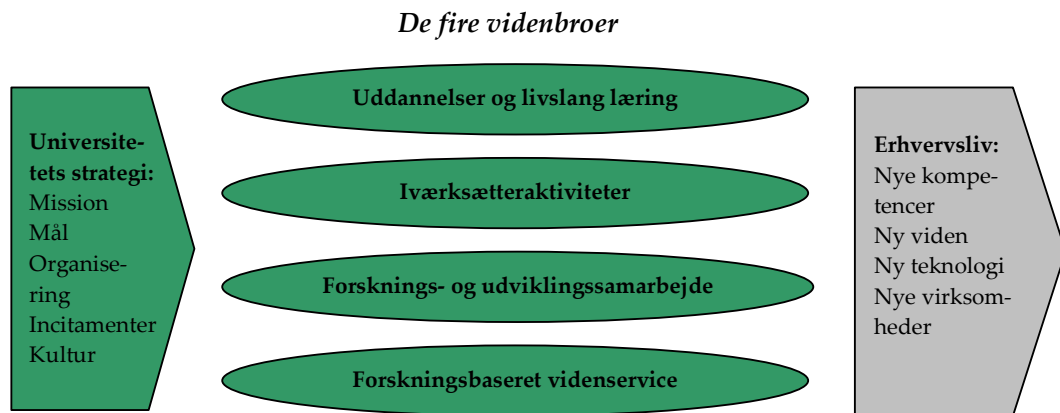 De fire videnbroer
Universite-
tets strategi:
Mission
Mål
Organise-
ring
Incitamenter
Kultur
Uddannelser og livslang læring
Iværksætteraktiviteter
Forsknings- og udviklingssamarbejde
Forskningsbaseret videnservice
Erhvervsliv:
Nye kompe-
tencer
Ny viden
Ny teknologi
Nye virksom-
heder